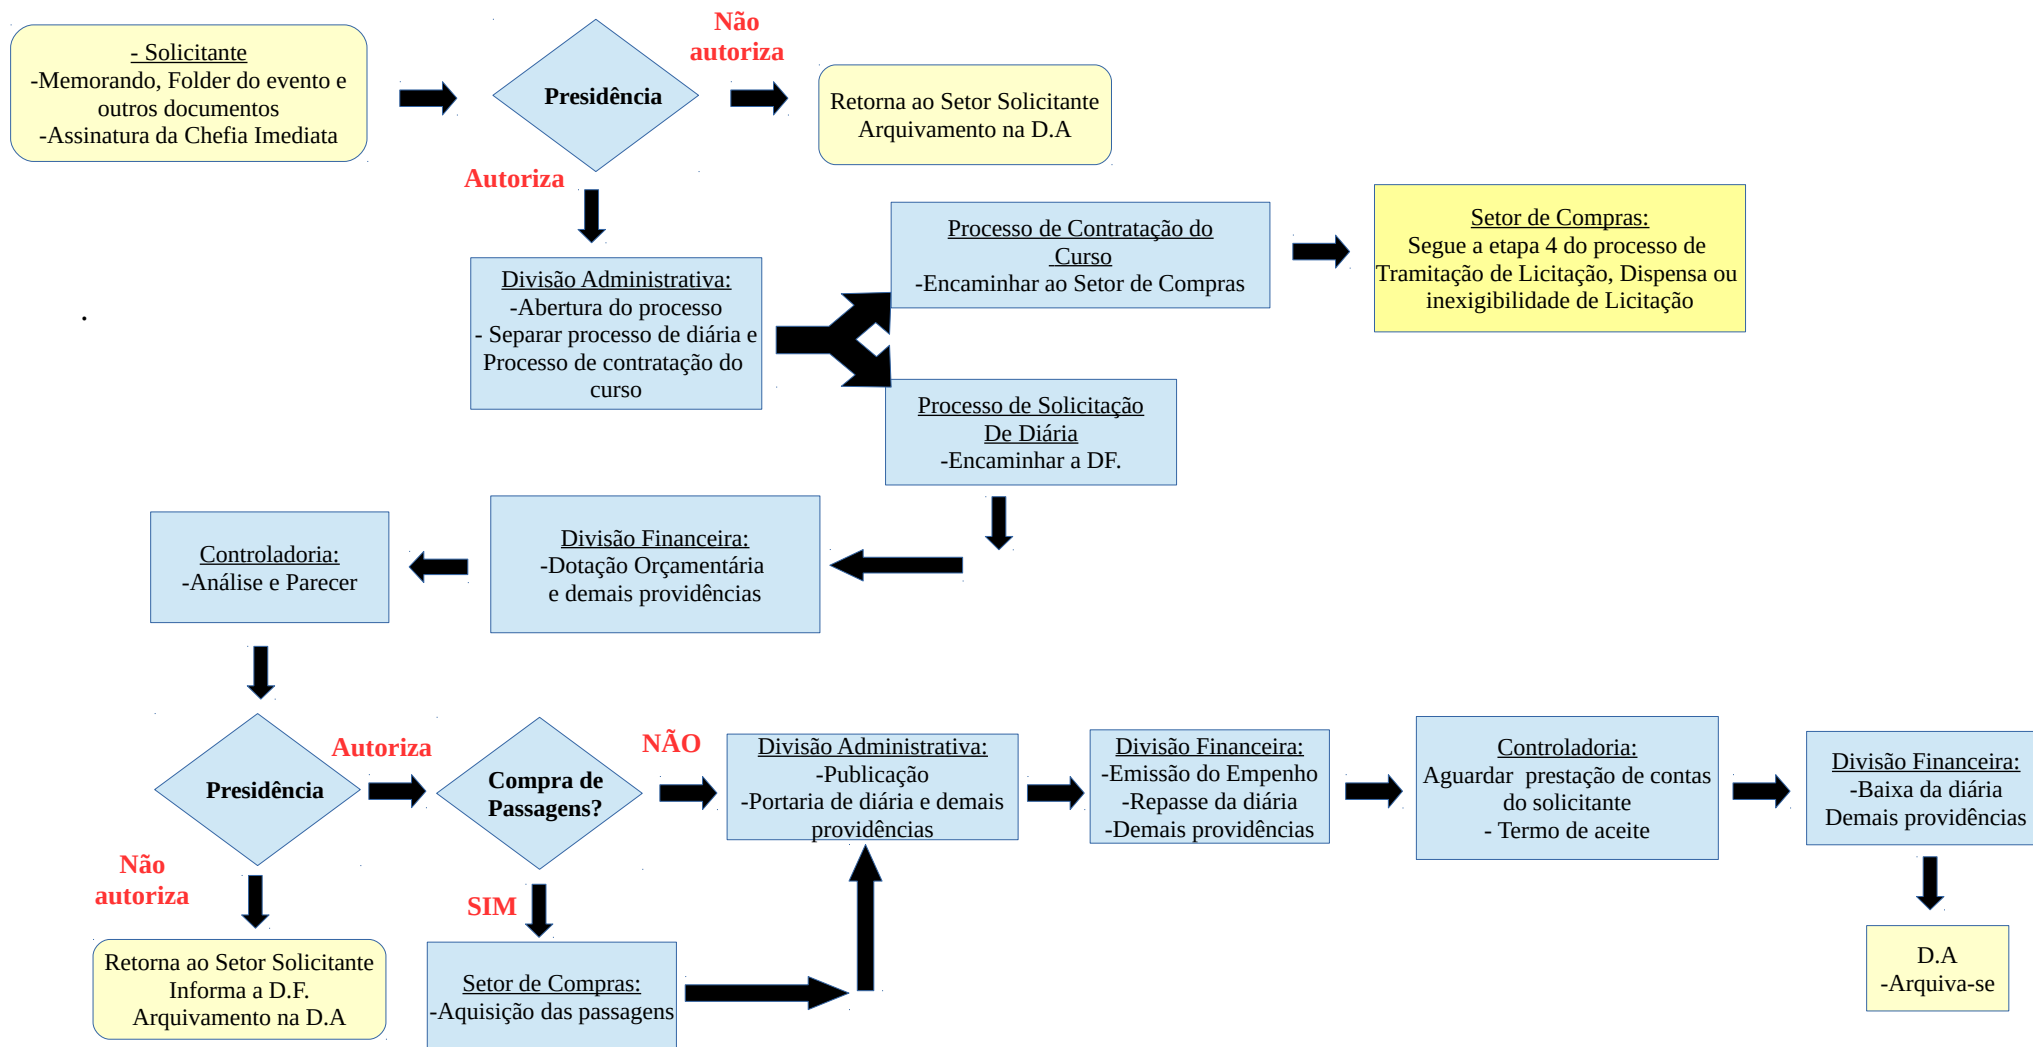 - Solicitante
-Memorando, Folder do evento e
outros documentos
-Assinatura da Chefia Imediata
Presidência
Não
autoriza
Retorna ao Setor Solicitante
Arquivamento na D.A
Autoriza
Divisão Administrativa:
-Abertura do processo
- Separar processo de diária e
Processo de contratação do
curso
Processo de Contratação do
Curso
-Encaminhar ao Setor de Compras
Setor de Compras:
Segue a etapa 4 do processo de
Tramitação de Licitação, Dispensa ou
inexigibilidade de Licitação
.
Processo de Solicitação
De Diária
-Encaminhar a DF.
Divisão Financeira:
-Dotação Orçamentária
e demais providências
Controladoria:
-Análise e Parecer
Presidência
Autoriza
Não
autoriza
Retorna ao Setor Solicitante
Informa a D.F.
Arquivamento na D.A
Compra de
Passagens?
NÃO
SIM
Setor de Compras:
-Aquisição das passagens
Divisão Administrativa:
-Publicação
-Portaria de diária e demais
providências
Divisão Financeira:
-Emissão do Empenho
-Repasse da diária
-Demais providências
Controladoria:
Aguardar prestação de contas
do solicitante
- Termo de aceite
Divisão Financeira:
-Baixa da diária
Demais providências
D.A
-Arquiva-se